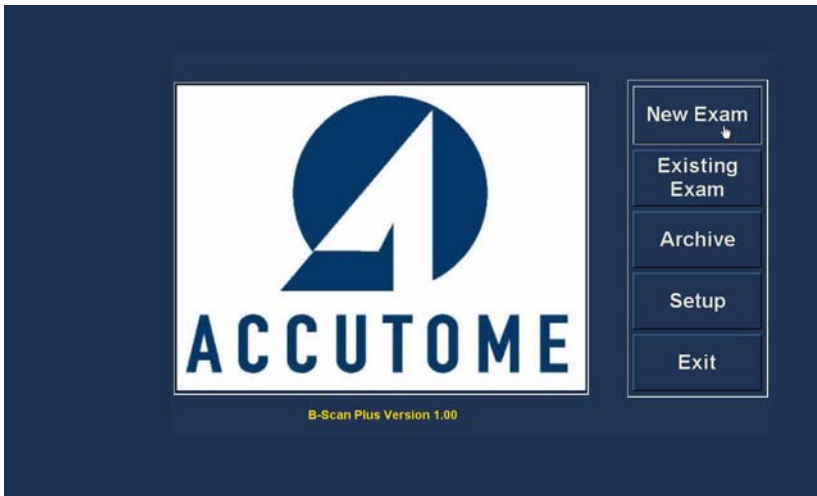 ACCUTOME
B-Scan Plus Version 1.00
New Exam
Existing
Exam
Archive
Setup
Exit